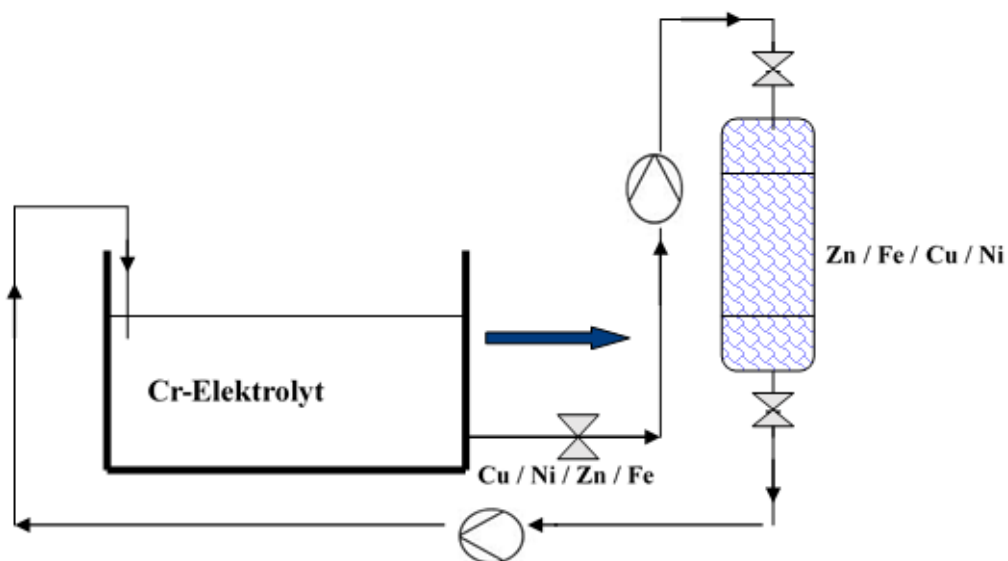 Zn / Fe / Cu / Ni
Cr-Elektrolyt
Cu / Ni / Zn / Fe